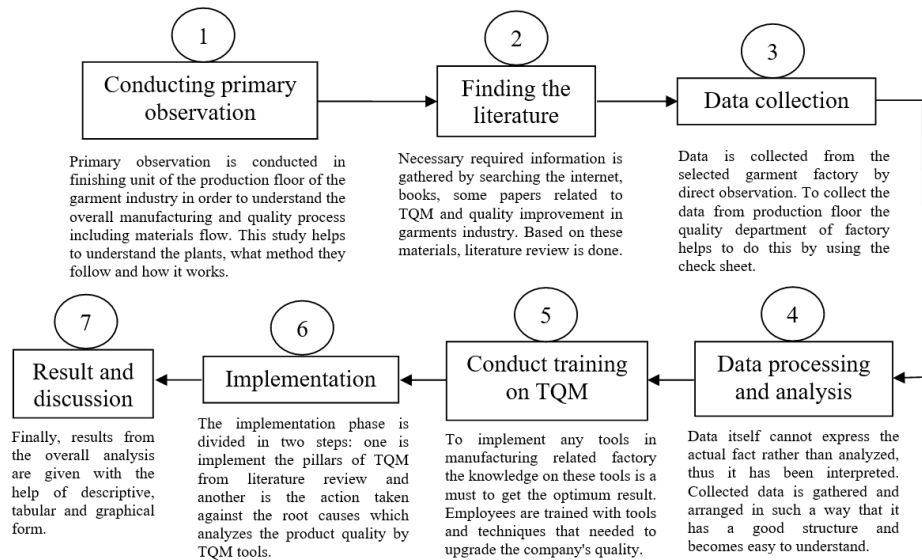 1
Conducting primary
observation
Primary observation is conducted in
finishing unit of the production floor of the
garment industry in order to understand the
overall manufacturing and quality process
including materials flow. This study helps
to understand the plants, what method they
follow and how it works.
2
Finding the
literature
Necessary required information is
gathered by searching the internet,
books, some papers related to
TQM and quality improvement in
garments industry. Based on these
materials, literature review is done.
3
Data collection
Data is collected from the
selected garment factory by
direct observation. To collect the
data from production floor the
quality department of factory
helps to do this by using the
check sheet.
4
Data processing
and analysis
Data itself cannot express the
actual fact rather than analyzed,
thus it has been interpreted.
Collected data is gathered and
arranged in such a way that it
has a good structure and
becomes easy to understand.
5
Conduct training
on TQM
To implement any tools in
manufacturing related factory
the knowledge on these tools is a
must to get the optimum result.
Employees are trained with tools
and techniques that needed to
upgrade the company's quality.
6
Implementation
The implementation phase is
divided in two steps: one is
implement the pillars of TQM
from literature review and
another is the action taken
against the root causes which
analyzes the product quality by
TQM tools.
7
Result and
discussion
Finally, results from
the overall analysis
are given with the
help of descriptive,
tabular and graphical
form.